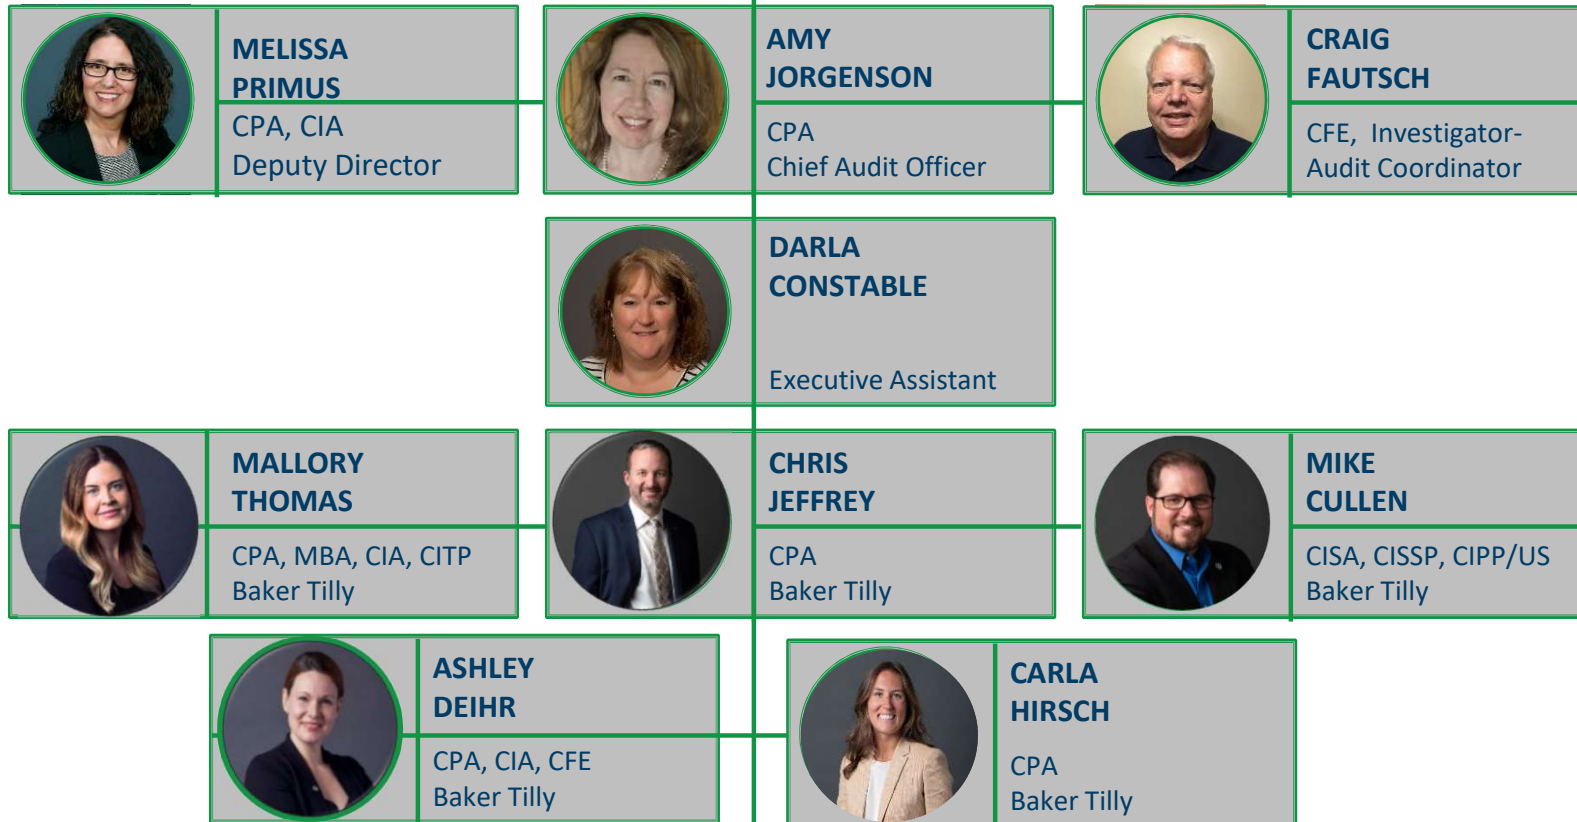 MELISSA
PRIMUS
CPA, CIA
Deputy Director
AMY
JORGENSON
CPA
Chief Audit Officer
CRAIG
FAUTSCH
CFE,  Investigator-
Audit Coordinator
DARLA
CONSTABLE
Executive Assistant
MALLORY
THOMAS
CPA, MBA, CIA, CITP
Baker Tilly
CHRIS
JEFFREY
CPA
Baker Tilly
MIKE
CULLEN
CISA, CISSP, CIPP/US
Baker Tilly
ASHLEY
DEIHR
CPA, CIA, CFE
Baker Tilly
CARLA
HIRSCH
CPA
Baker Tilly